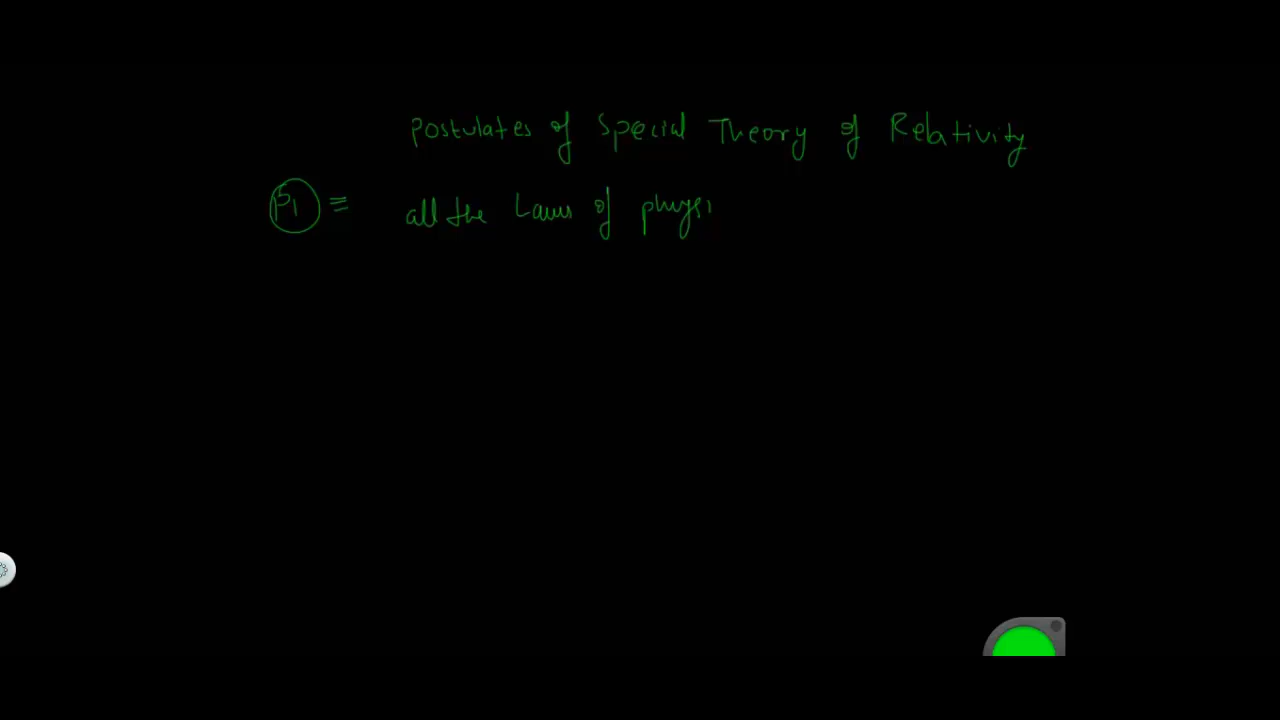 Postulates of Special Theory of Relativity
P1 ≡ all the Laws of physi